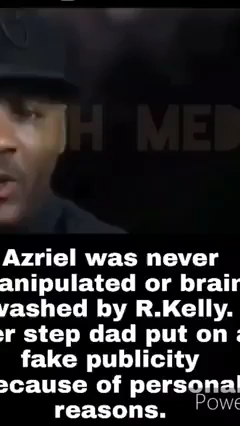 H MED
Azriel was never
anipulated or brain
washed by R.Kelly.
er step dad put on a
fake publicity
ecause of personal
reasons.
Powe